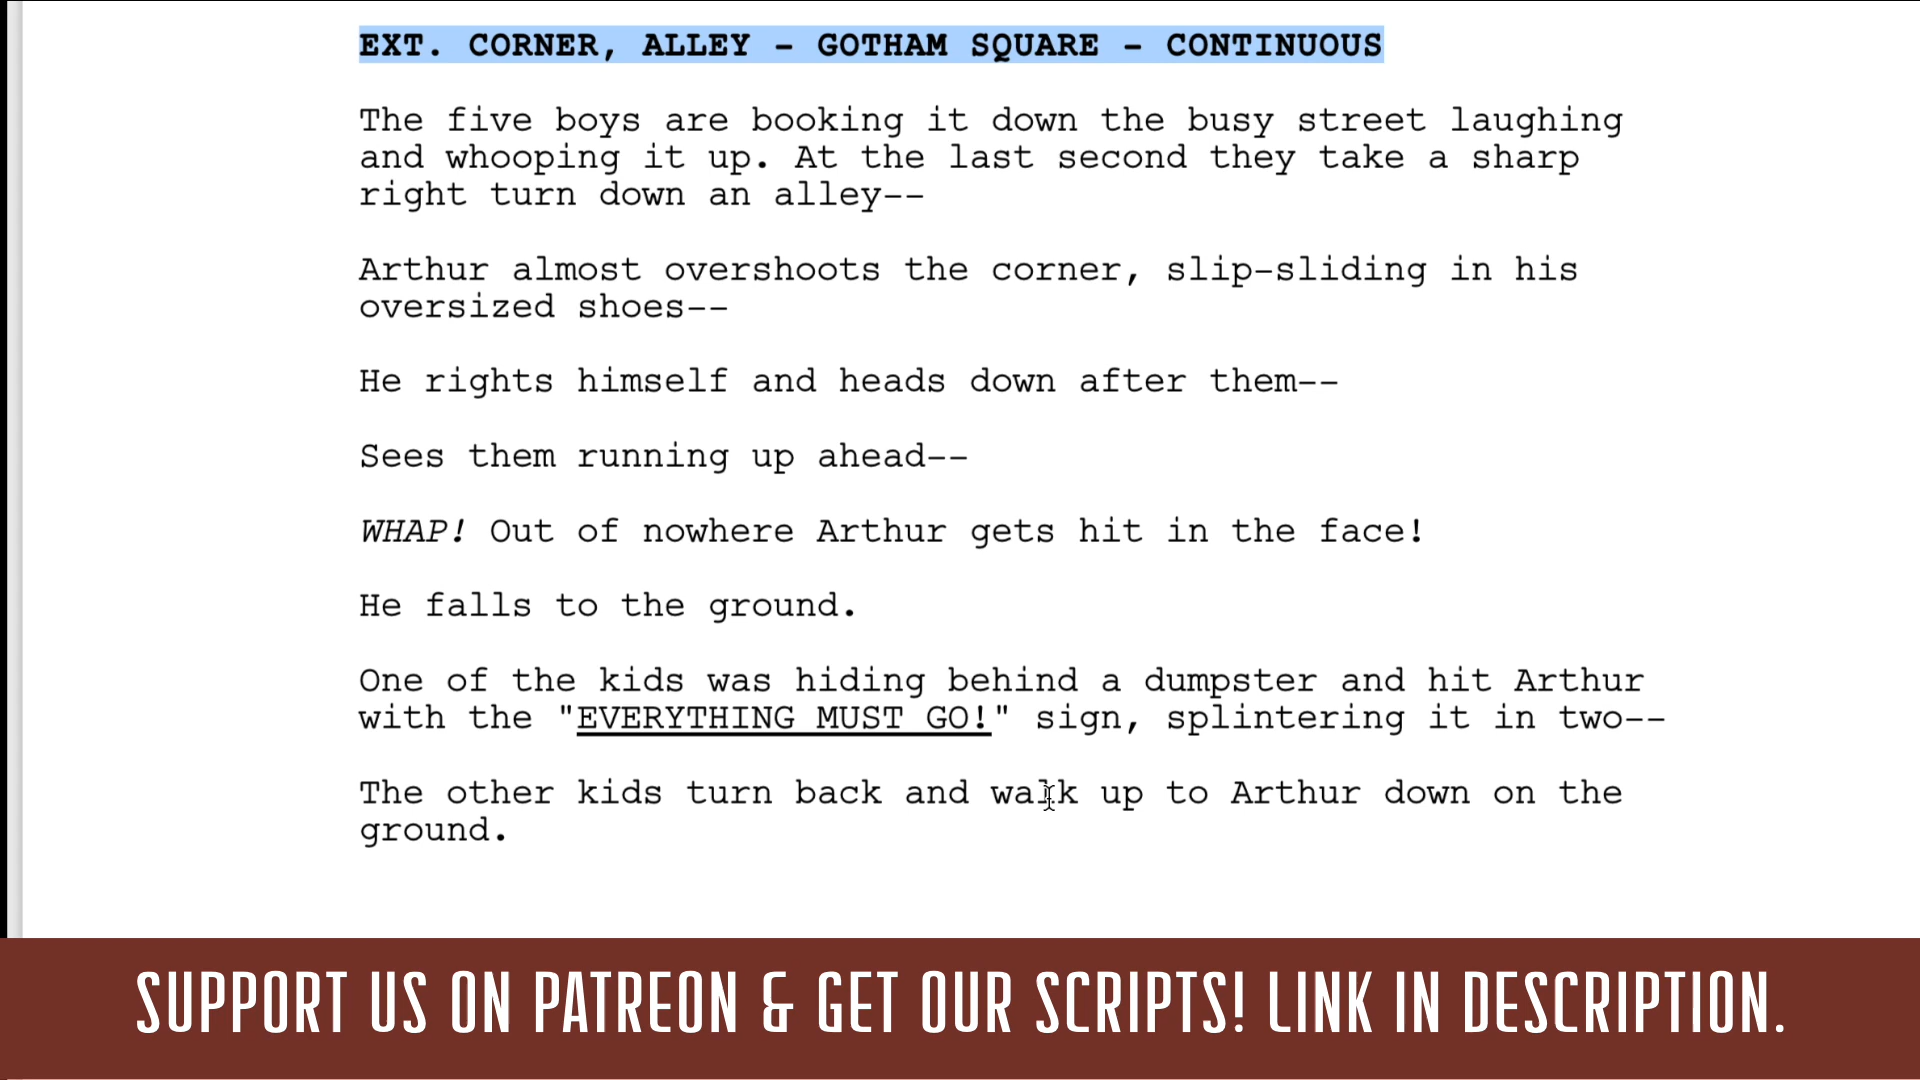 EXT. CORNER, ALLEY - GOTHAM SQUARE - CONTINUOUS
The five boys are booking it down the busy street laughing
and whooping it up. At the last second they take a sharp
right turn down an alley--
Arthur almost overshoots the corner, slip-sliding in his
oversized shoes--
He rights himself and heads down after them--
Sees them running up ahead--
WHAP! Out of nowhere Arthur gets hit in the face!
He falls to the ground.
One of the kids was hiding behind a dumpster and hit Arthur
with the "EVERYTHING MUST GO!" sign, splintering it in two--
The other kids turn back and walk up to Arthur down on the
ground.
SUPPORT US ON PATREON & GET OUR SCRIPTS! LINK IN DESCRIPTION.